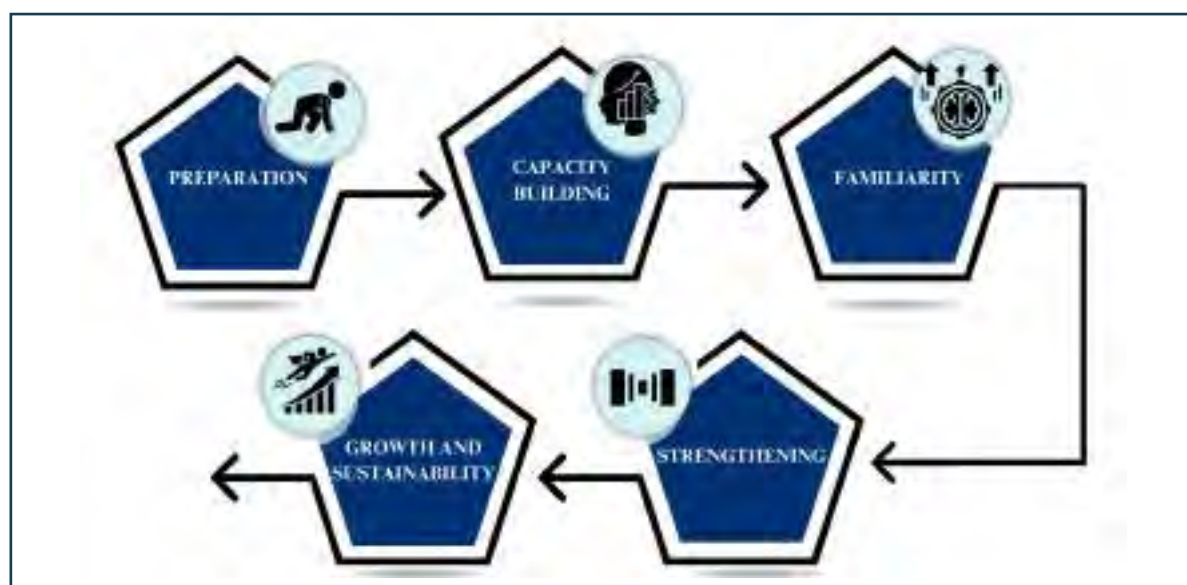 PREPARATION
CAPACITY
BUILDING
FAMILIARITY
STRENGTHENING
GROWTH AND
SUSTAINABILITY